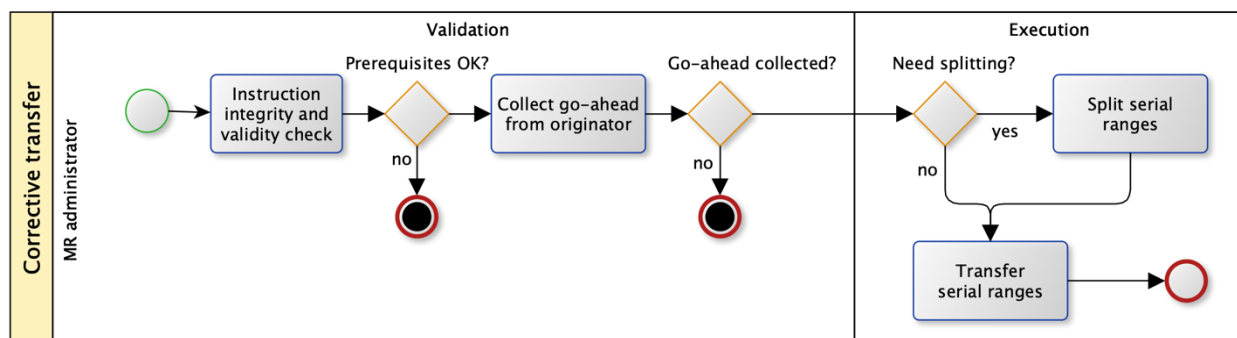 Corrective transfer
MR administrator
Validation
Execution
Prerequisites OK?
Go-ahead collected?
Need splitting?
Instruction
integrity and
validity check
Collect go-ahead
from originator
Split serial
ranges
yes
no
no
no
Transfer
serial ranges